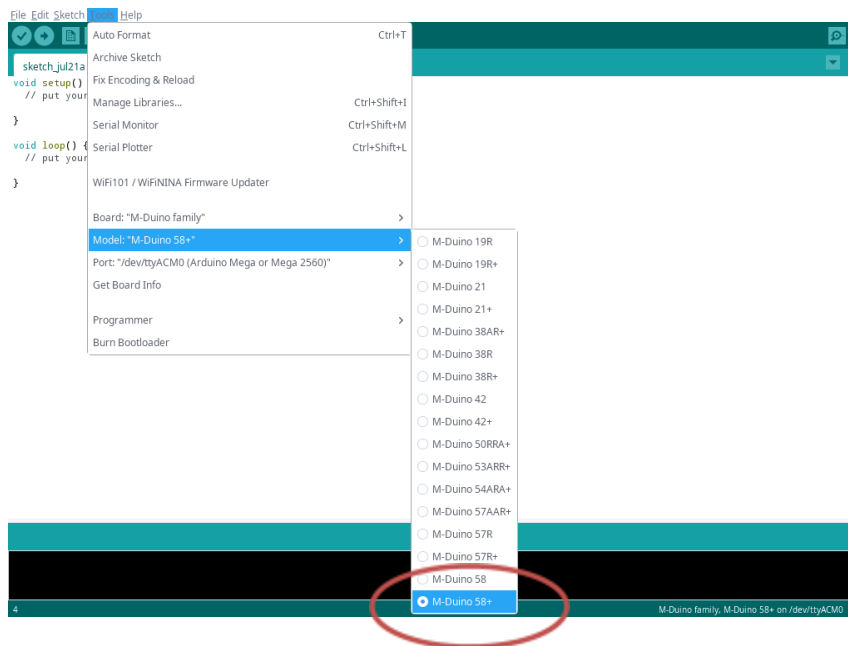 File Edit Sketch Tools Help
sketch_jul21a
void setup()
// put your
}
void loop() {
// put your
}
Auto Format Ctrl+T
Archive Sketch
Fix Encoding & Reload
Manage Libraries... Ctrl+Shift+I
Serial Monitor Ctrl+Shift+M
Serial Plotter Ctrl+Shift+L
WiFi101 / WiFiNINA Firmware Updater
Board: "M-Duino family"
Model: "M-Duino 58+"
Port: "/dev/ttyACM0 (Arduino Mega or Mega 2560)"
Get Board Info
Programmer
Burn Bootloader
M-Duino 19R
M-Duino 19R+
M-Duino 21
M-Duino 21+
M-Duino 38AR+
M-Duino 38R
M-Duino 38R+
M-Duino 42
M-Duino 42+
M-Duino 50RRA+
M-Duino 53ARR+
M-Duino 54ARA+
M-Duino 57AAR+
M-Duino 57R
M-Duino 57R+
M-Duino 58
M-Duino 58+
4
M-Duino family, M-Duino 58+ on /dev/ttyACM0